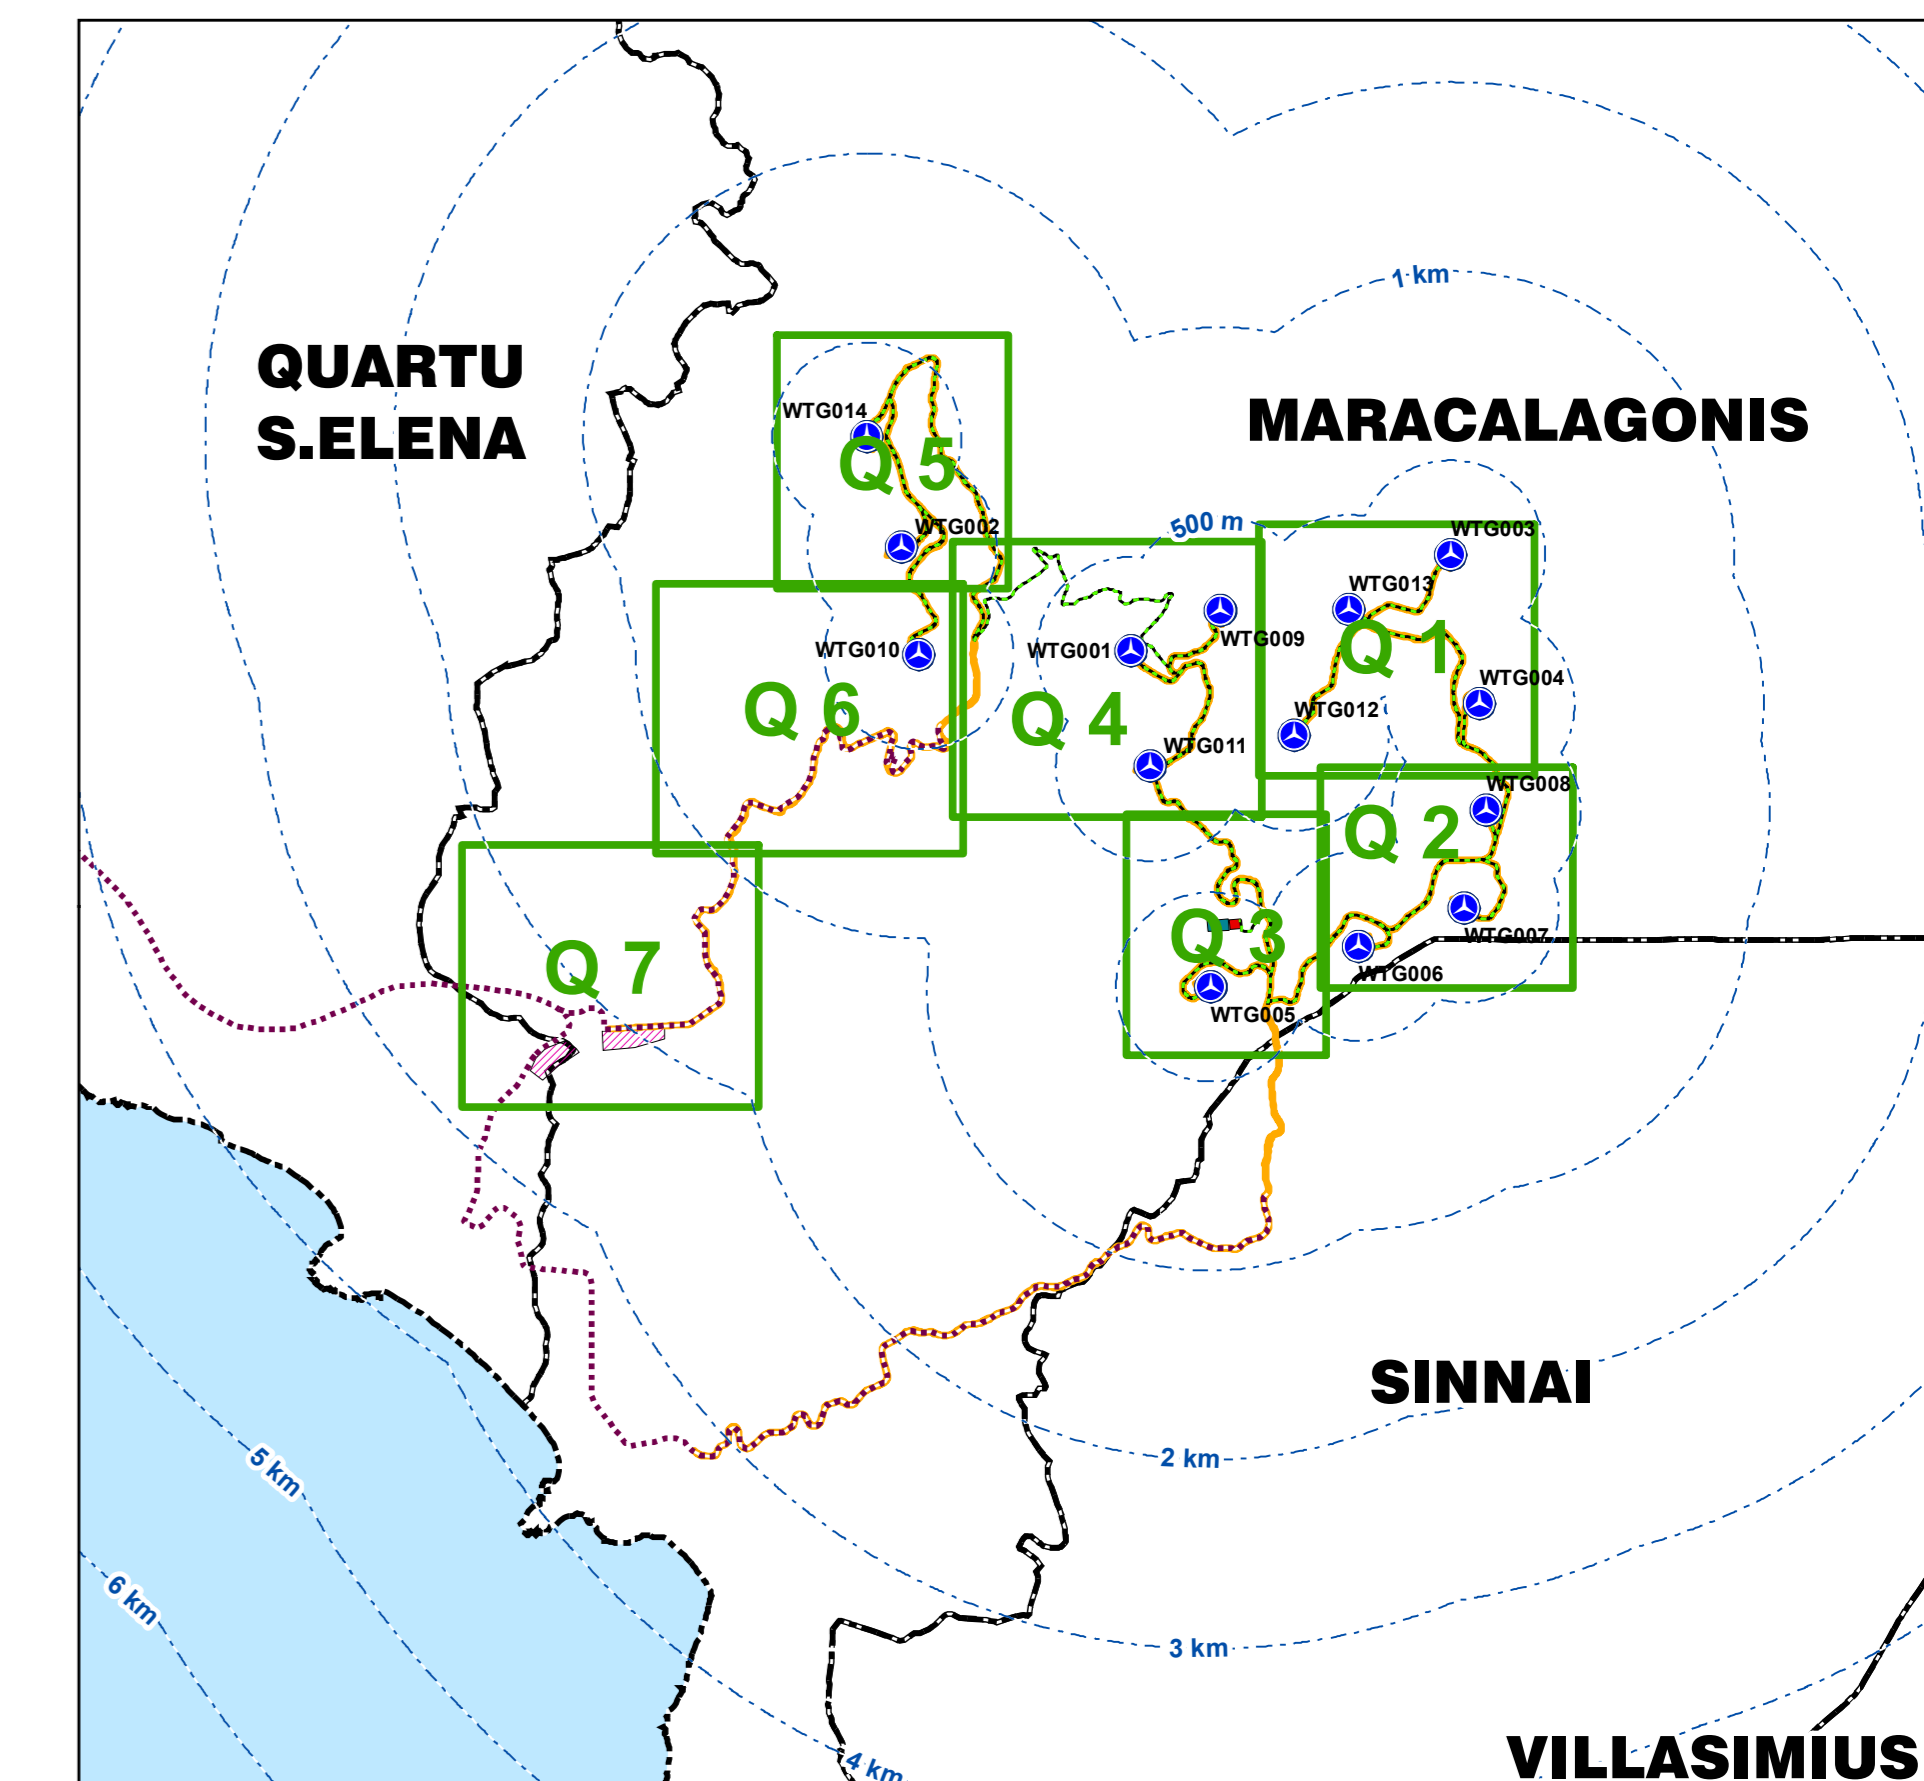 1 km
QUARTU
S.ELENA
MARACALAGONIS
WTG014
Q 5
500 m
WTG002
WTG003
WTG013
WTG009
Q 1
WTG010
WTG001
WTG004
Q 6
Q 4
WTG012
WTG011
WTG008
Q 2
Q 3
WTG007
Q 7
WTG006
WTG005
SINNAI
2 km
5 km
6 km
3 km
VILLASIMIUS
4 km